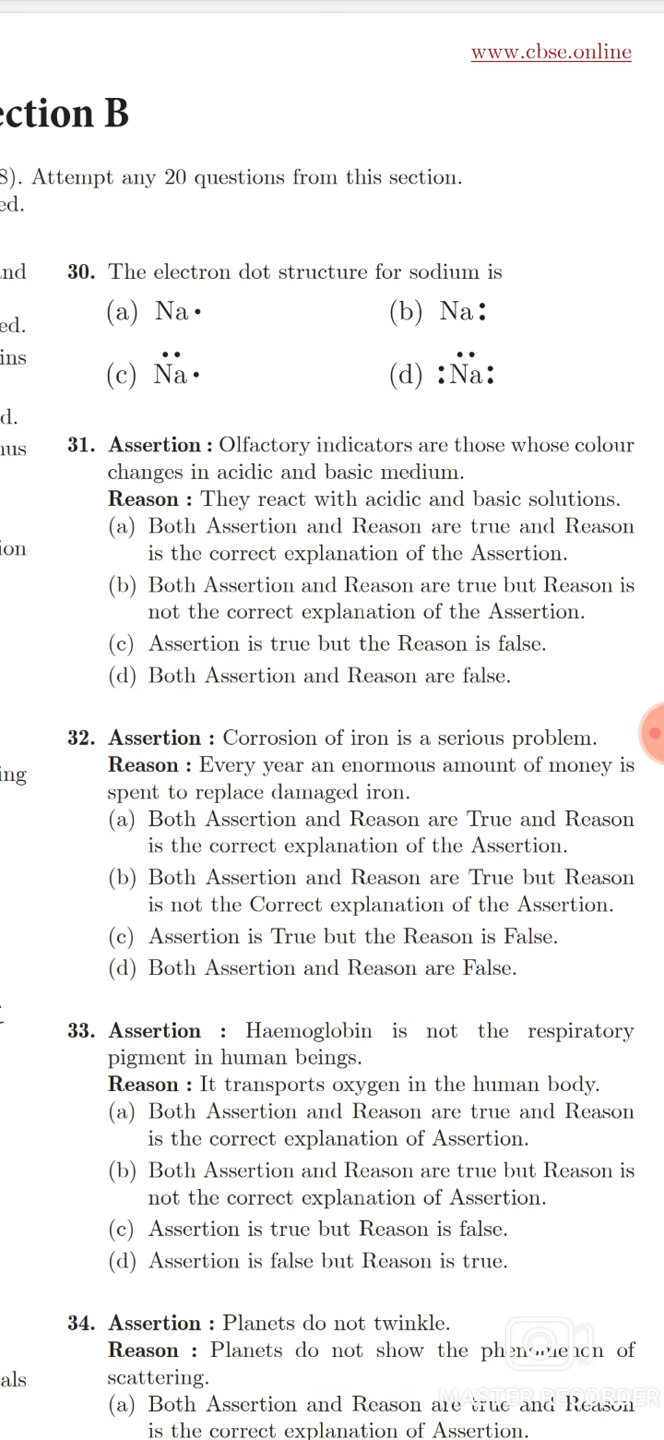 www.cbse.online
ection B
8). Attempt any 20 questions from this section.
ed.
nd
ed.
ins
d.
nus
ion
ing
als
30. The electron dot structure for sodium is
(a) Na· (b) Na:
(c) N̈a· (d) :N̈a:
31. Assertion : Olfactory indicators are those whose colour
changes in acidic and basic medium.
Reason : They react with acidic and basic solutions.
(a) Both Assertion and Reason are true and Reason
is the correct explanation of the Assertion.
(b) Both Assertion and Reason are true but Reason is
not the correct explanation of the Assertion.
(c) Assertion is true but the Reason is false.
(d) Both Assertion and Reason are false.
32. Assertion : Corrosion of iron is a serious problem.
Reason : Every year an enormous amount of money is
spent to replace damaged iron.
(a) Both Assertion and Reason are True and Reason
is the correct explanation of the Assertion.
(b) Both Assertion and Reason are True but Reason
is not the Correct explanation of the Assertion.
(c) Assertion is True but the Reason is False.
(d) Both Assertion and Reason are False.
33. Assertion : Haemoglobin is not the respiratory
pigment in human beings.
Reason : It transports oxygen in the human body.
(a) Both Assertion and Reason are true and Reason
is the correct explanation of Assertion.
(b) Both Assertion and Reason are true but Reason is
not the correct explanation of Assertion.
(c) Assertion is true but Reason is false.
(d) Assertion is false but Reason is true.
34. Assertion : Planets do not twinkle.
Reason : Planets do not show the phenomenon of
scattering.
(a) Both Assertion and Reason are true and Reason
is the correct explanation of Assertion.
MASTER RECORDER